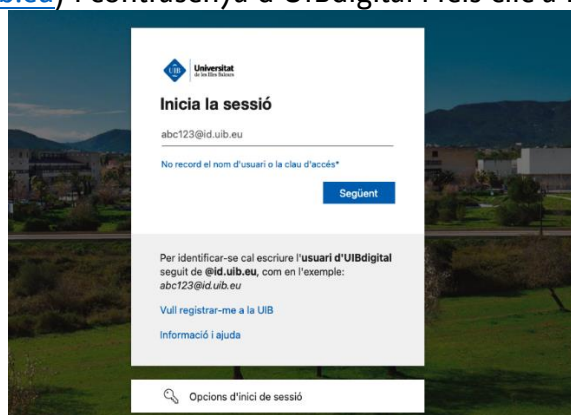 ) i contrasenya d'UIBdigital i feis clic a
UIB
Universitat
de les Illes Balears
Inicia la sessió
abc123@id.uib.eu
No record el nom d'usuari o la clau d'accés*
Següent
Per identificar-se cal escriure l'usuari d'UIBdigital
seguit de @id.uib.eu, com en l'exemple:
abc123@id.uib.eu
Vull registrar-me a la UIB
Informació i ajuda
Opcions d'inici de sessió